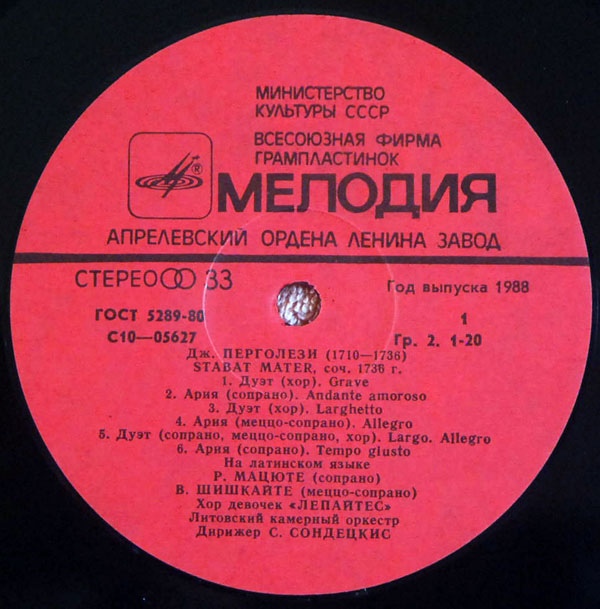 МИНИСТЕРСТВО
КУЛЬТУРЫ СССР
ВСЕСОЮЗНАЯ ФИРМА
ГРАМПЛАСТИНОК
®
МЕЛОДИЯ
АПРЕЛЕВСКИЙ ОРДЕНА ЛЕНИНА ЗАВОД
СТЕРЕО 33
Год выпуска 1988
ГОСТ 5289-80
1
С10—05627
Гр. 2. 1-20
Дж. ПЕРГОЛЕЗИ (1710—1736)
STABAT MATER, соч. 1736 г.
1. Дуэт (хор). Grave
2. Ария (сопрано). Andante amoroso
3. Дуэт (хор). Larghetto
4. Ария (меццо-сопрано). Allegro
5. Дуэт (сопрано, меццо-сопрано, хор). Largo. Allegro
6. Ария (сопрано). Tempo giusto
На латинском языке
Р. МАЦЮТЕ (сопрано)
В. ШИШКАЙТЕ (меццо-сопрано)
Хор девочек «ЛЕПАЙТЕС»
Литовский камерный оркестр
Дирижер С. СОНДЕЦКИС